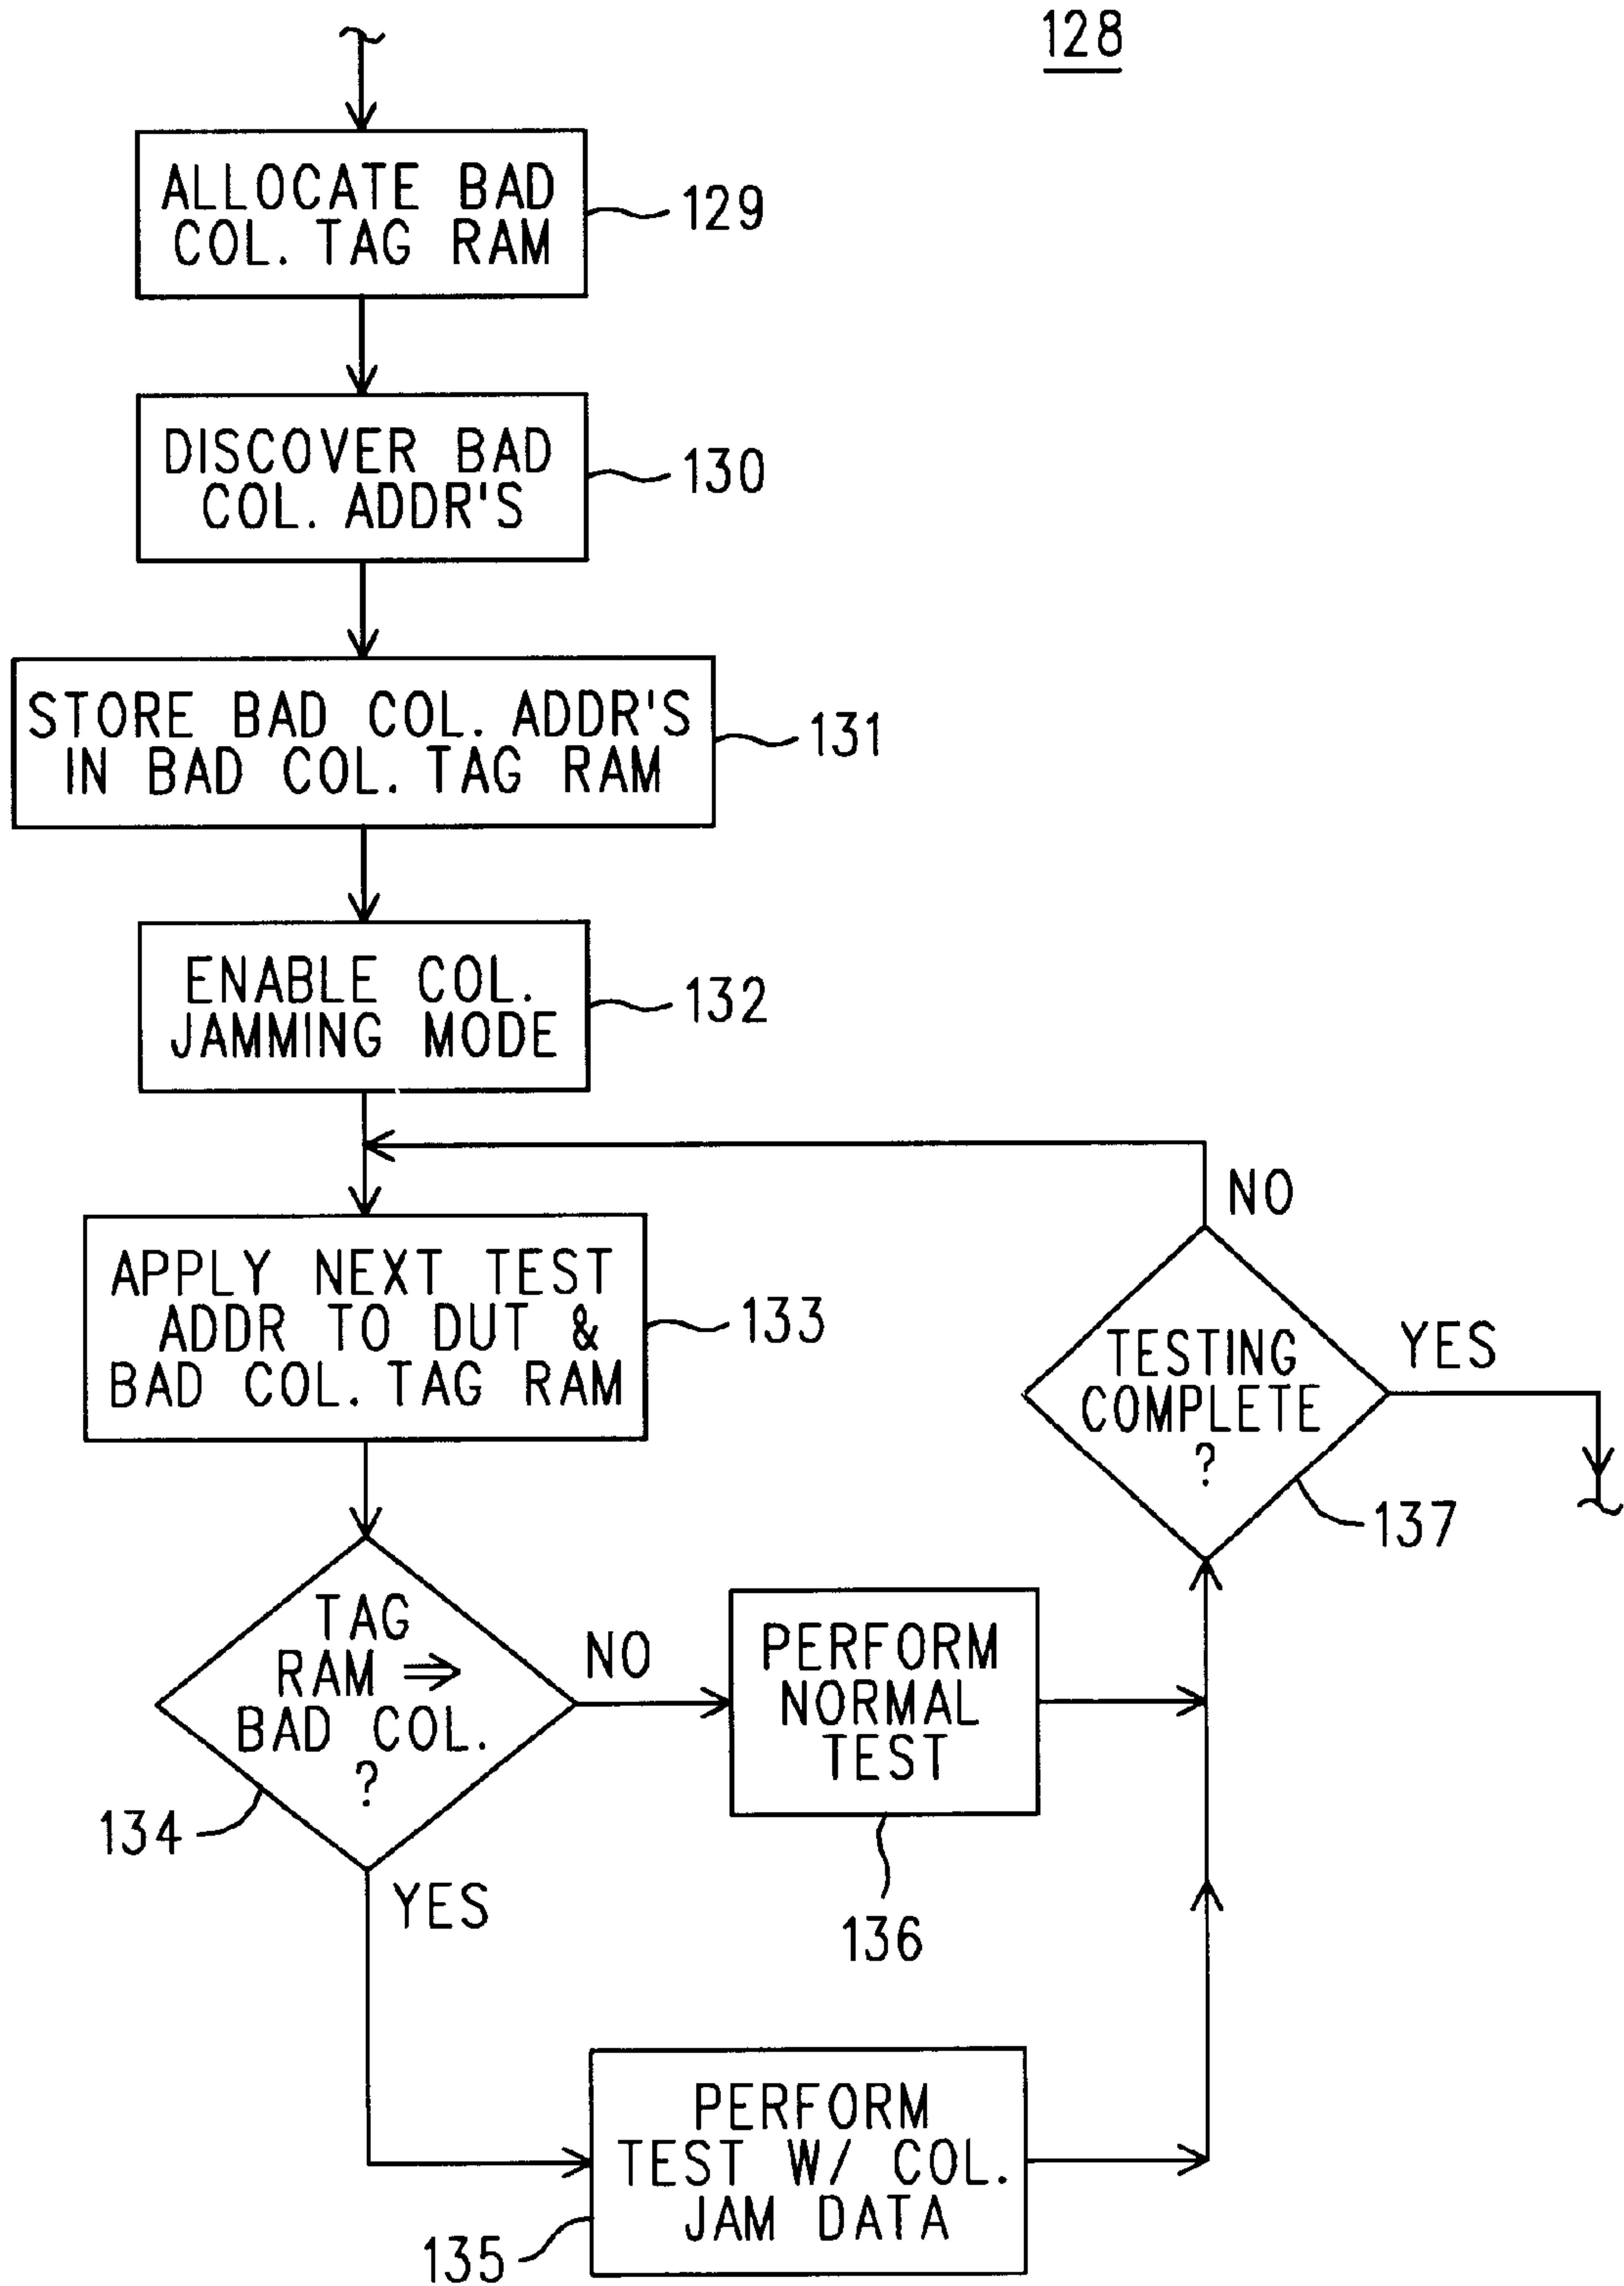 128
ALLOCATE BAD
COL. TAG RAM
129
DISCOVER BAD
COL. ADDR'S
130
STORE BAD COL. ADDR'S
IN BAD COL. TAG RAM
131
ENABLE COL.
JAMMING MODE
132
APPLY NEXT TEST
ADDR TO DUT &
BAD COL. TAG RAM
133
TAG
RAM ⇒
BAD COL.
?
134
NO
YES
PERFORM
NORMAL
TEST
136
PERFORM
TEST W/ COL.
JAM DATA
135
TESTING
COMPLETE
?
137
NO
YES